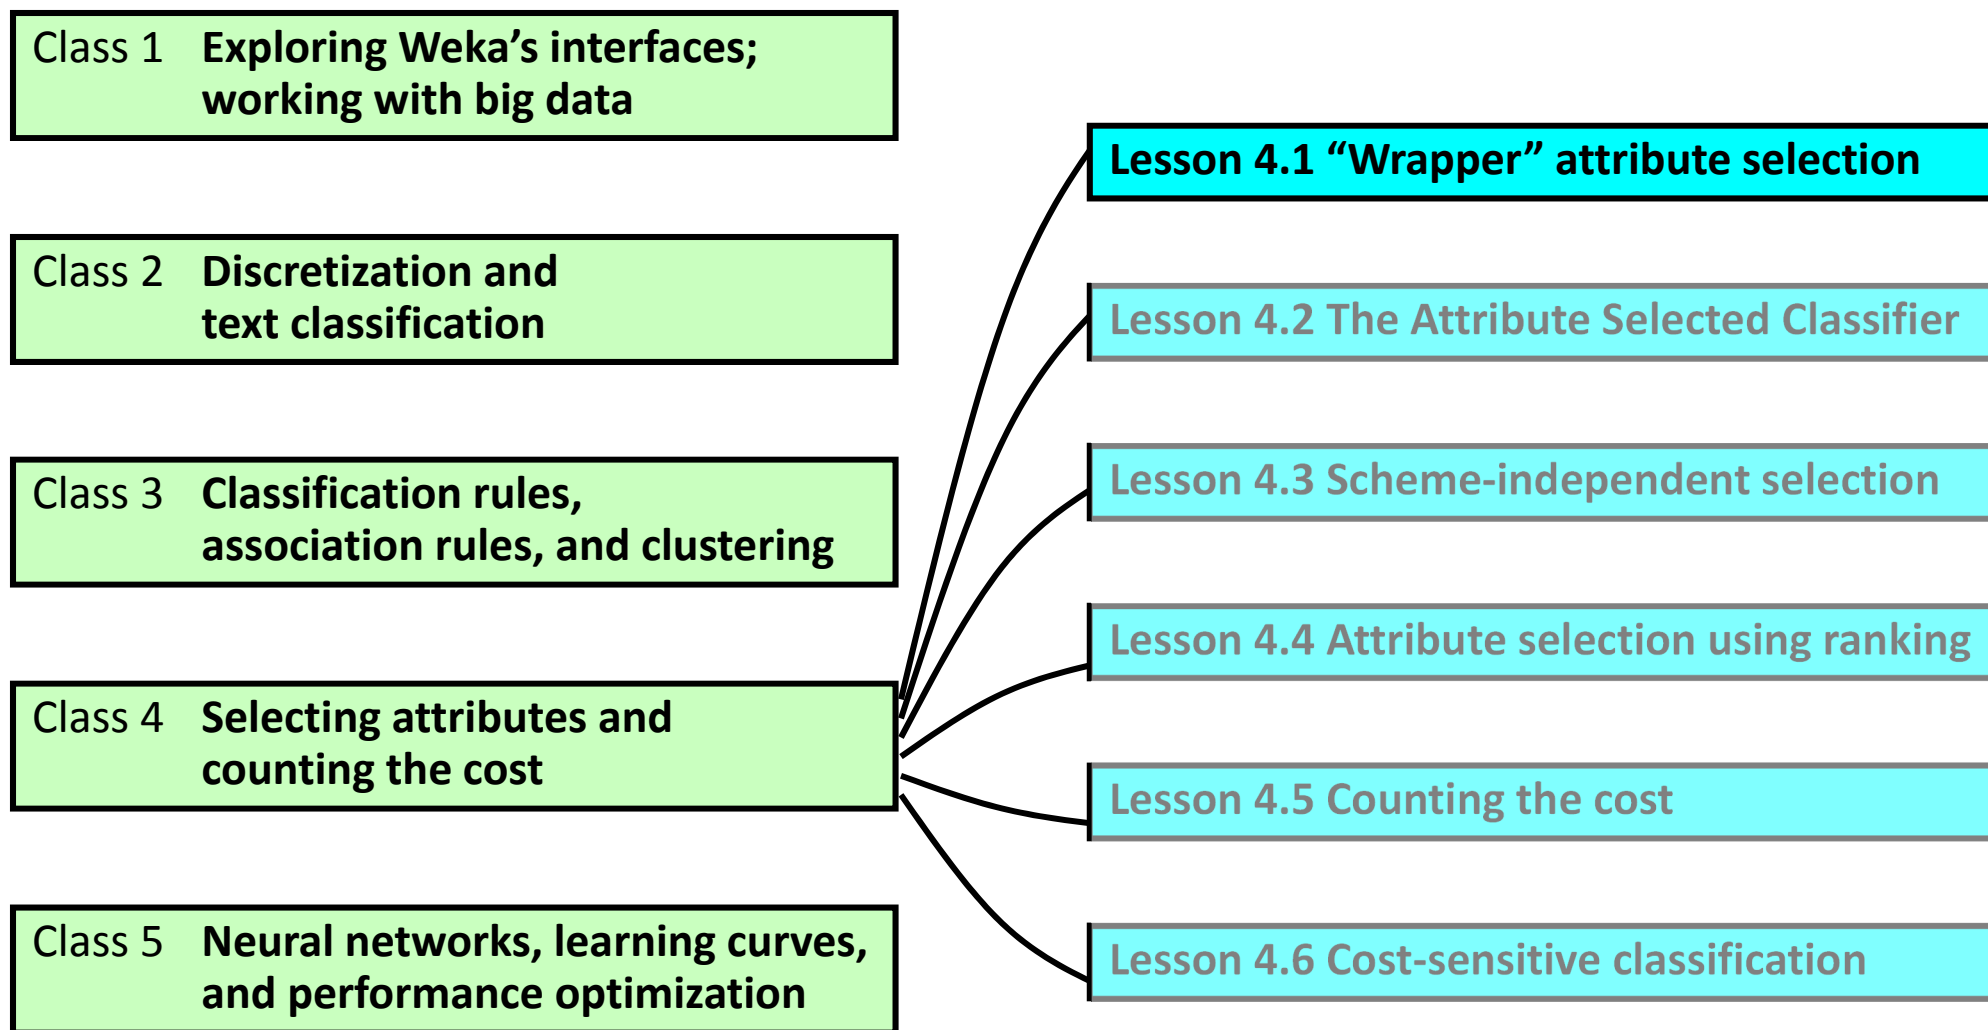 Class 1 Exploring Weka’s interfaces;
working with big data
Class 2 Discretization and
text classification
Class 3 Classification rules,
association rules, and clustering
Class 4 Selecting attributes and
counting the cost
Class 5 Neural networks, learning curves,
and performance optimization
Lesson 4.1 “Wrapper” attribute selection
Lesson 4.2 The Attribute Selected Classifier
Lesson 4.3 Scheme-independent selection
Lesson 4.4 Attribute selection using ranking
Lesson 4.5 Counting the cost
Lesson 4.6 Cost-sensitive classification